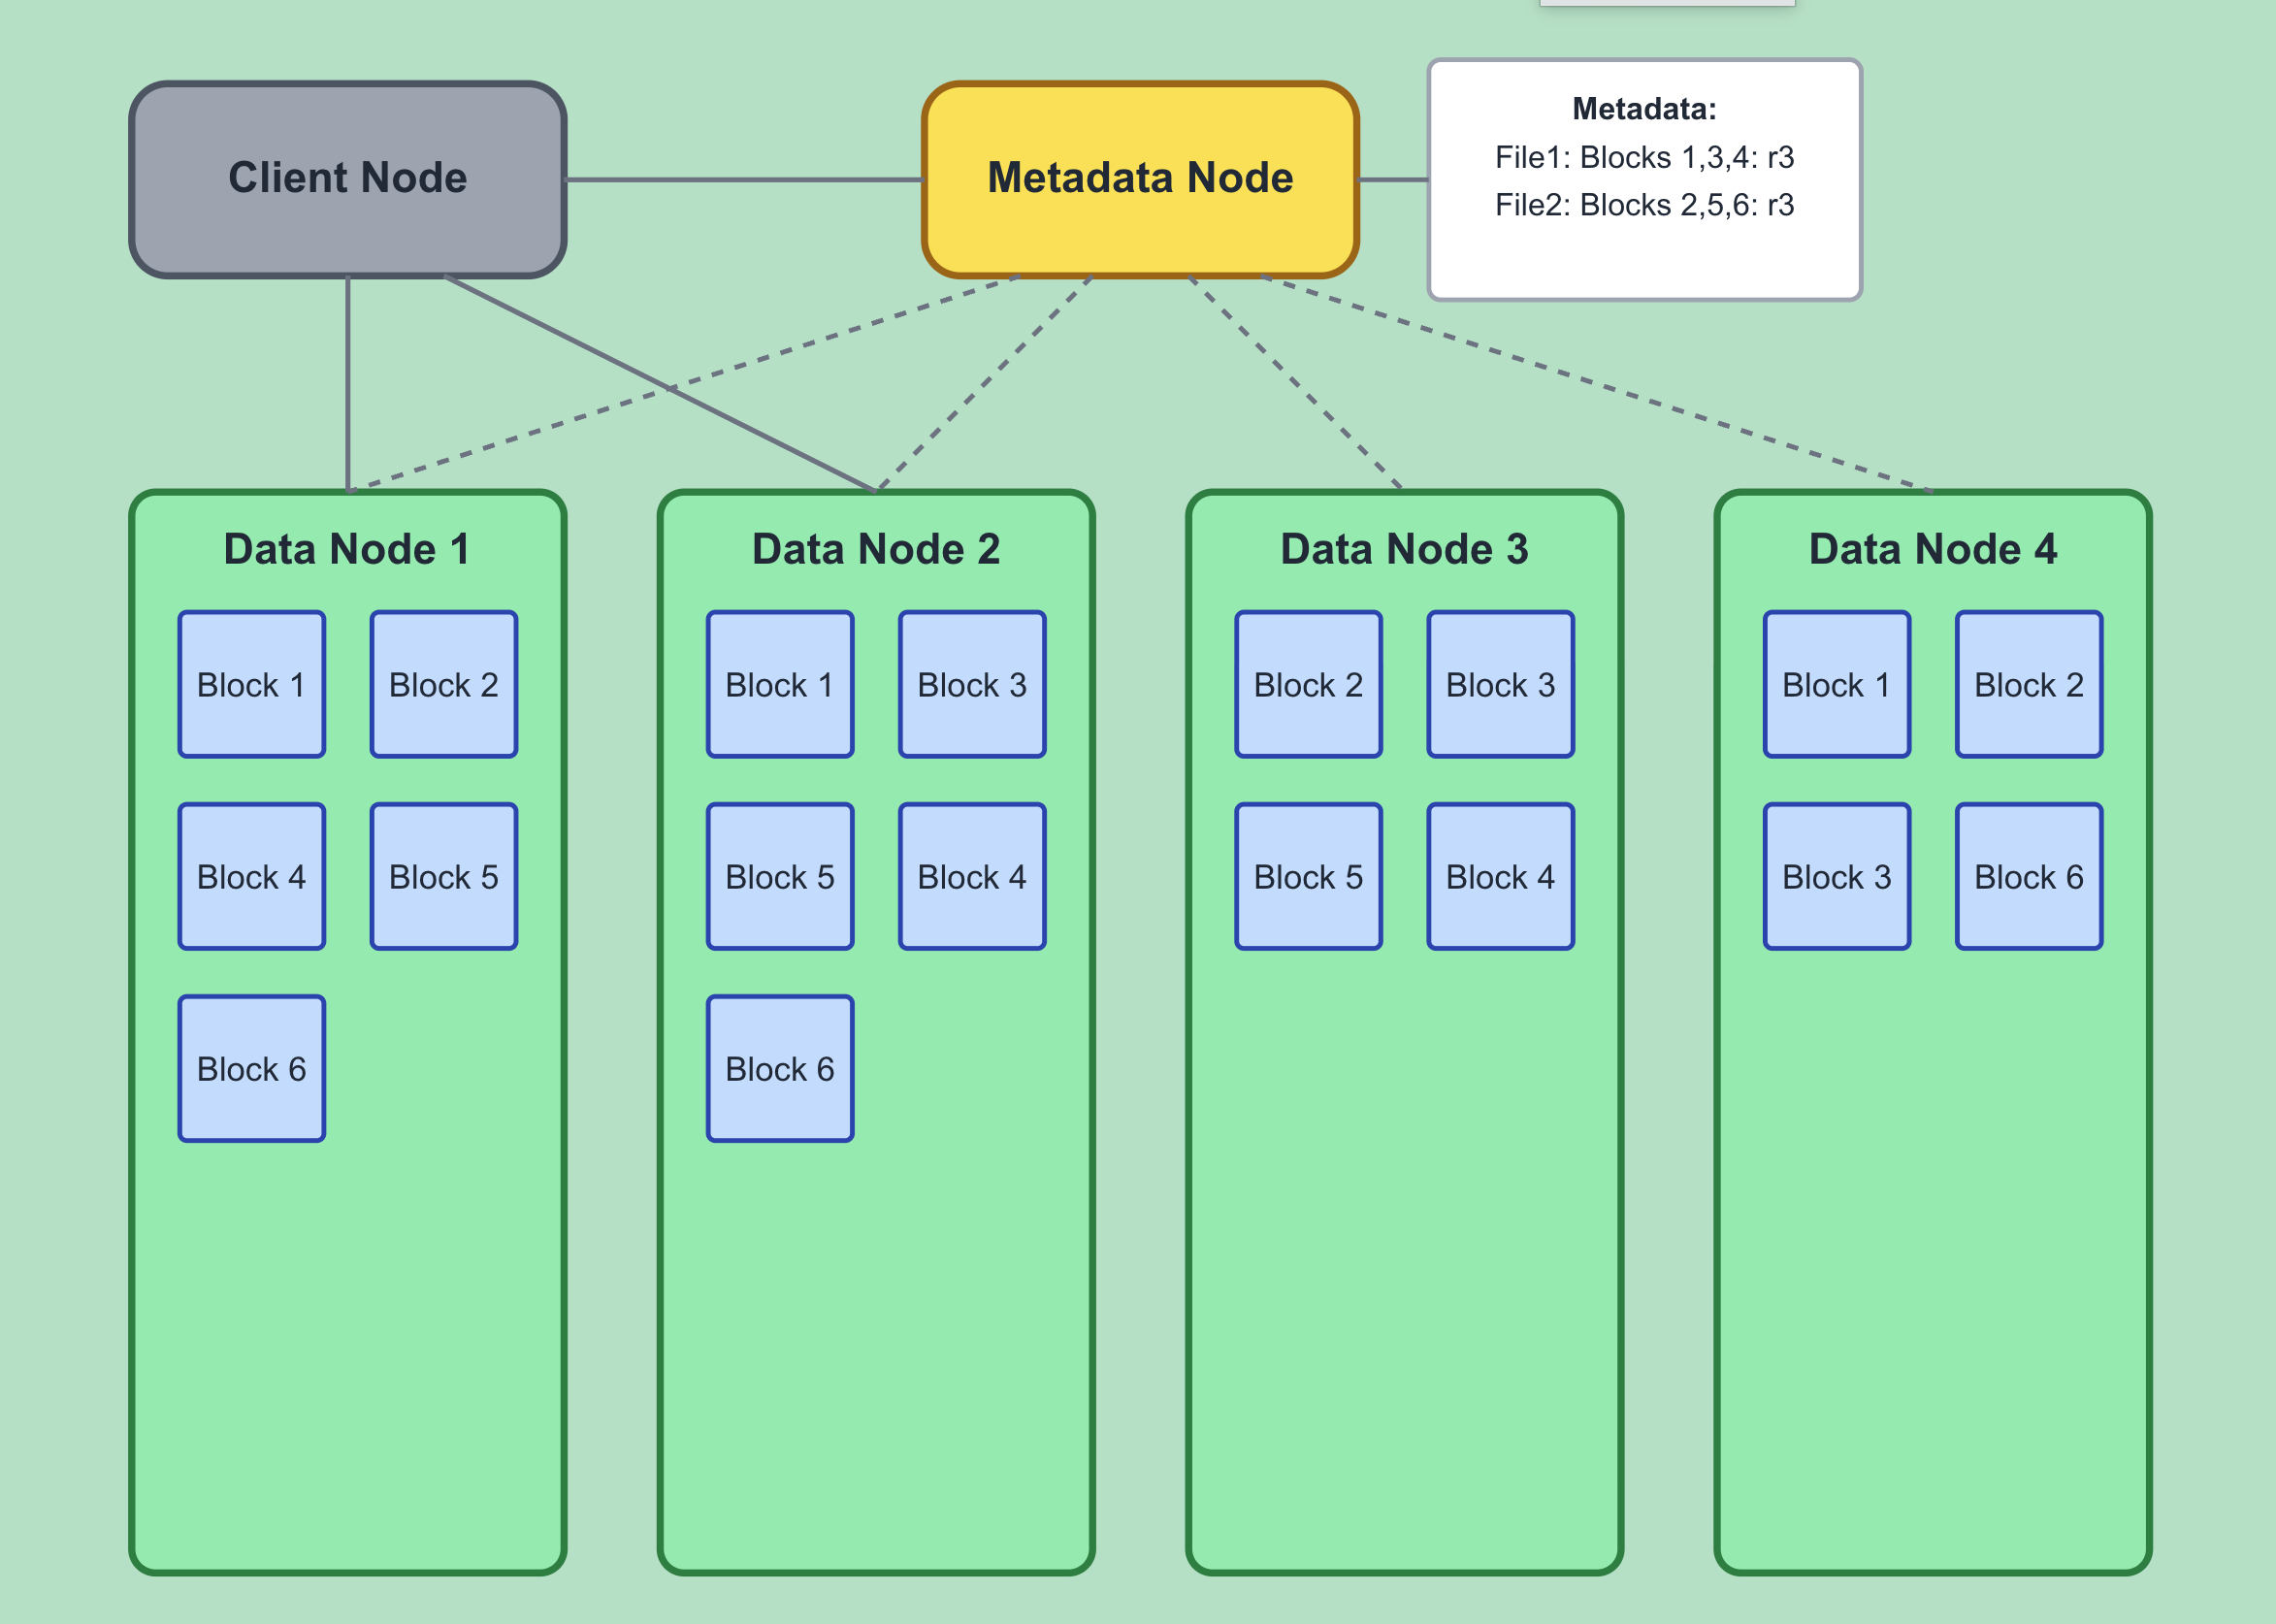 Client Node
Metadata Node
Metadata:
File1: Blocks 1,3,4: r3
File2: Blocks 2,5,6: r3
Data Node 1
Block 1
Block 2
Block 4
Block 5
Block 6
Data Node 2
Block 1
Block 3
Block 5
Block 4
Block 6
Data Node 3
Block 2
Block 3
Block 5
Block 4
Data Node 4
Block 1
Block 2
Block 3
Block 6